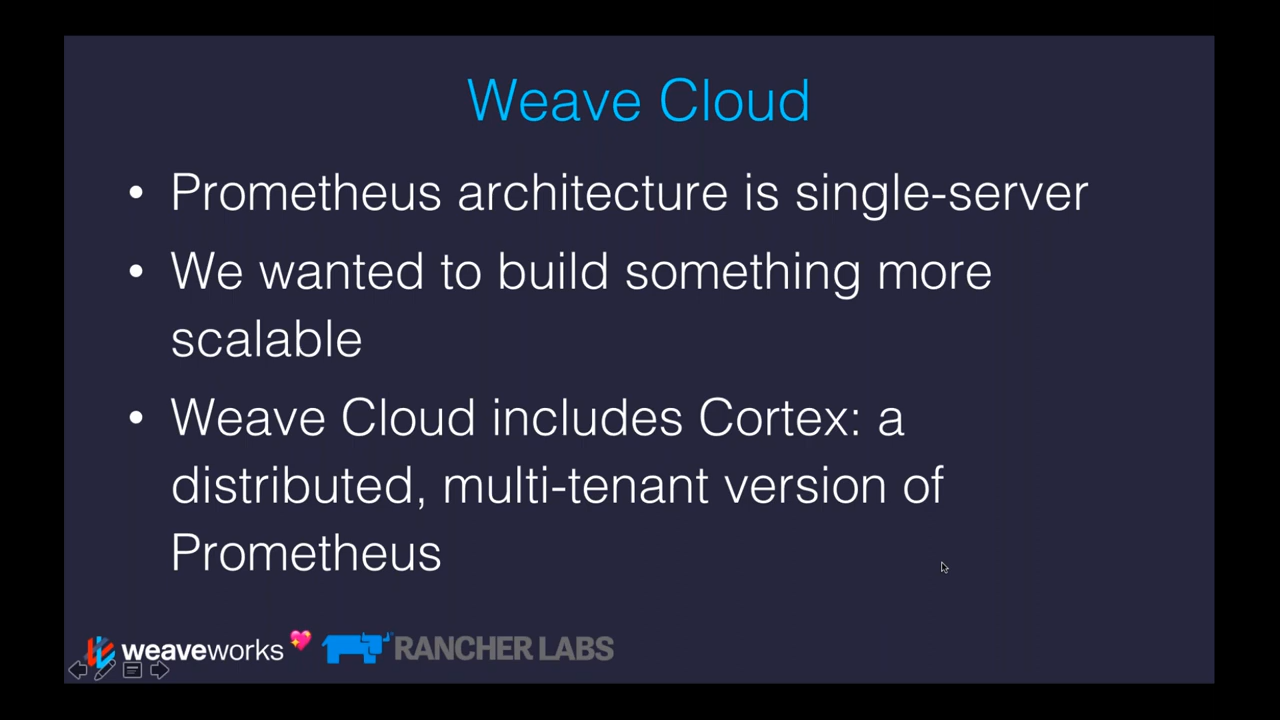 Weave Cloud
• Prometheus architecture is single-server
• We wanted to build something more
scalable
• Weave Cloud includes Cortex: a
distributed, multi-tenant version of
Prometheus
weaveworks RANCHER LABS